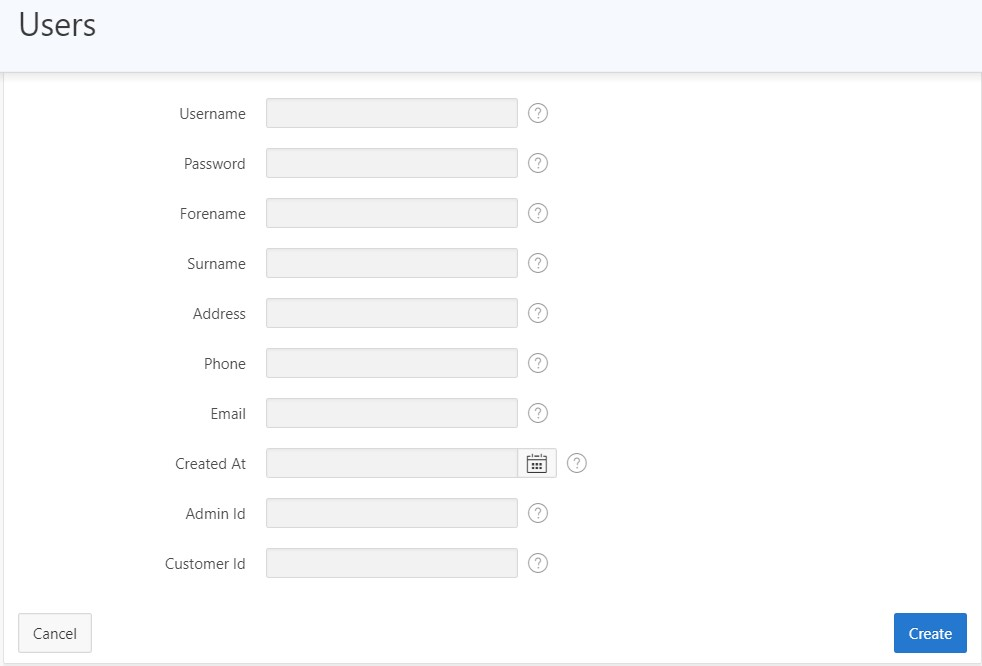 Users
Username ?
Password ?
Forename ?
Surname ?
Address ?
Phone ?
Email ?
Created At ?
Admin Id ?
Customer Id ?
Cancel Create